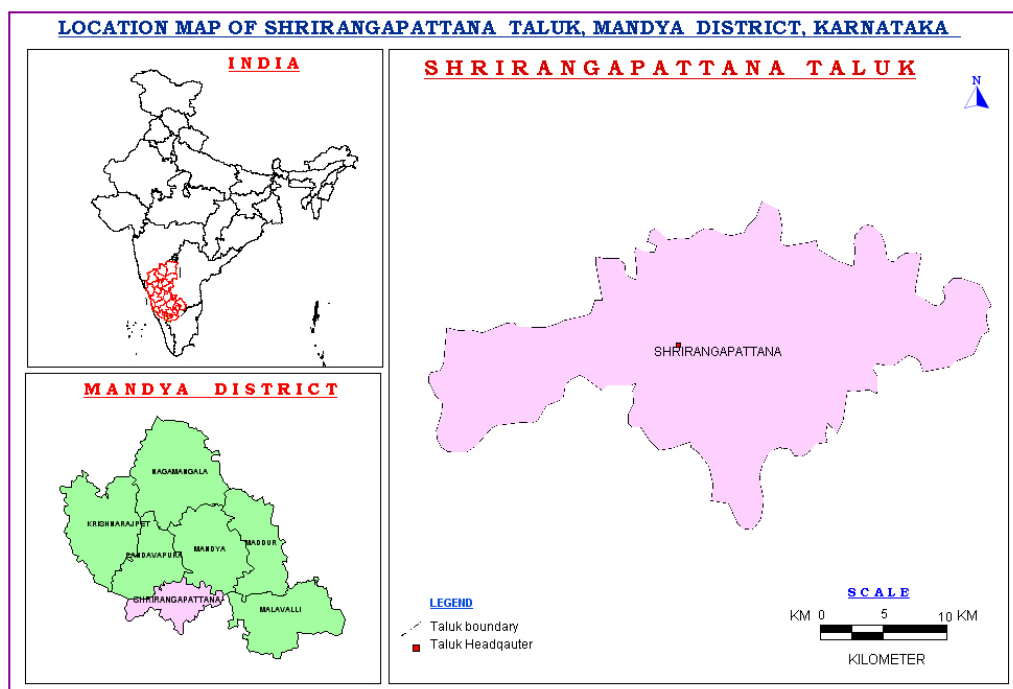 LOCATION MAP OF SHRIRANGAPATTANA TALUK, MANDYA DISTRICT, KARNATAKA
INDIA
SHRIRANGAPATTANA TALUK
N
SHRIRANGAPATTANA
MANDYA DISTRICT
NAGAMANGALA
KRISHNARAJPET
PANDAVAPURA
MANDYA
MADDUR
SHRIRANGAPATTANA
MALAVALLI
LEGEND
Taluk boundary
Taluk Headqauter
SCALE
KM 0 5 10 KM
KILOMETER